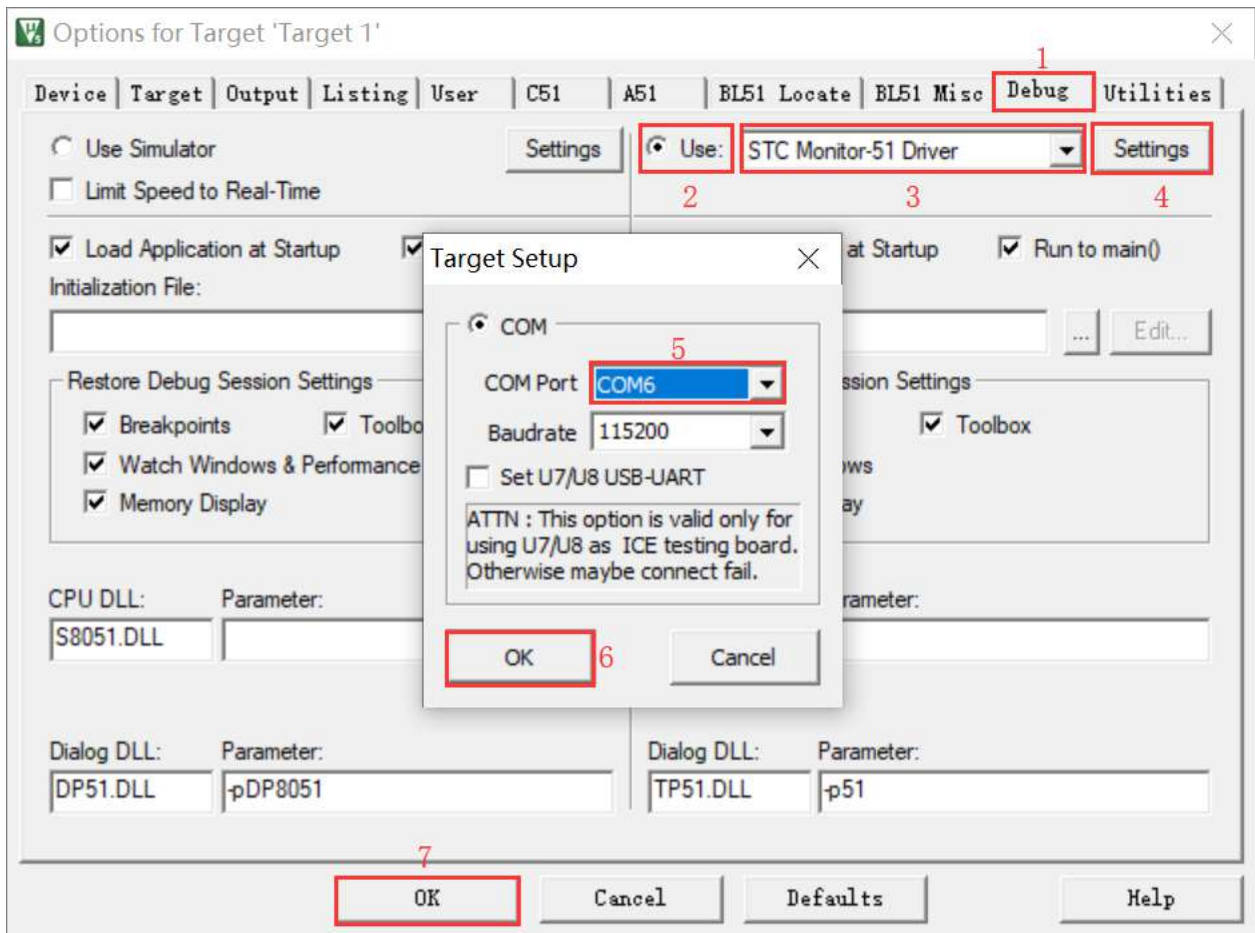 Options for Target 'Target 1'
1
Device Target Output Listing User C51 A51 BL51 Locate BL51 Misc Debug Utilities
Use Simulator Settings Use: STC Monitor-51 Driver Settings
Limit Speed to Real-Time 2 3 4
Load Application at Startup Target Setup at Startup Run to main()
Initialization File:
COM
5
... Edit...
Restore Debug Session Settings COM Port COM6 ssion Settings
Breakpoints Toolbo Baudrate 115200 Toolbox
Watch Windows & Performance Set U7/U8 USB-UART ows
Memory Display ATTN : This option is valid only for ay
using U7/U8 as ICE testing board.
Otherwise maybe connect fail.
CPU DLL: Parameter: rameter:
S8051.DLL
OK 6 Cancel
Dialog DLL: Parameter: Dialog DLL: Parameter:
DP51.DLL -pDP8051 TP51.DLL -p51
7
OK Cancel Defaults Help